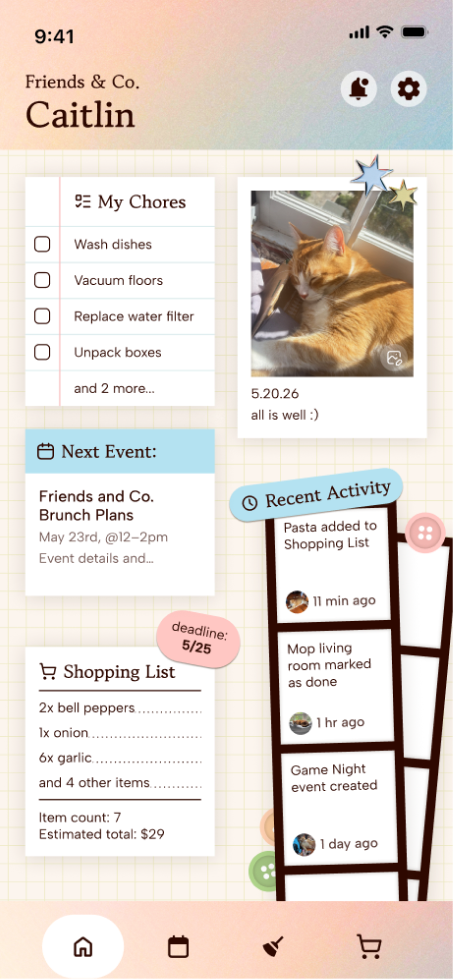 9:41
Friends & Co.
Caitlin
My Chores
Wash dishes
Vacuum floors
Replace water filter
Unpack boxes
and 2 more...
5.20.26
all is well :)
Next Event:
Friends and Co.
Brunch Plans
May 23rd, @12–2pm
Event details and...
Recent Activity
Pasta added to
Shopping List
11 min ago
Mop living
room marked
as done
1 hr ago
Game Night
event created
1 day ago
deadline:
5/25
Shopping List
2x bell peppers
1x onion
6x garlic
and 4 other items
Item count: 7
Estimated total: $29